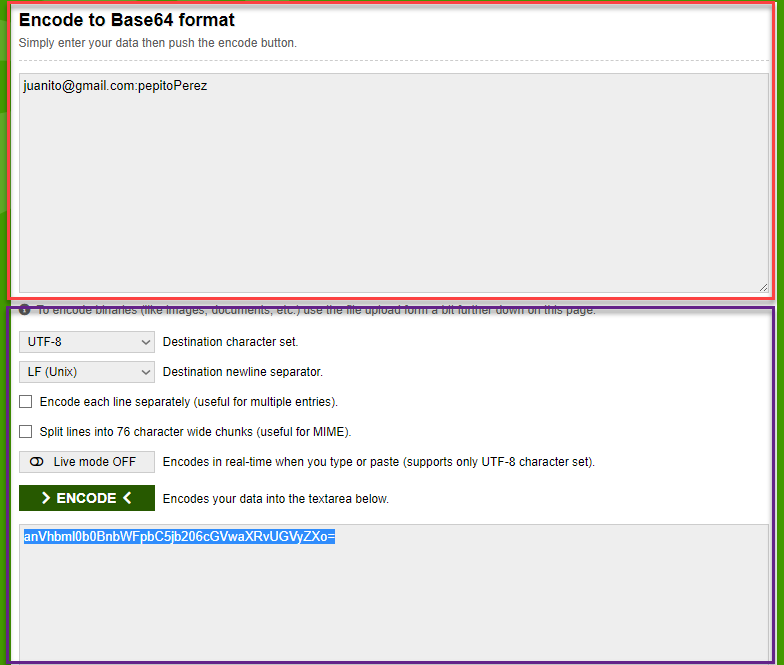 Encode to Base64 format
Simply enter your data then push the encode button.
juanito@gmail.com:pepitoPerez
To encode binaries (like images, documents, etc.) use the file upload form a bit further down on this page.
UTF-8 Destination character set.
LF (Unix) Destination newline separator.
Encode each line separately (useful for multiple entries).
Split lines into 76 character wide chunks (useful for MIME).
Live mode OFF Encodes in real-time when you type or paste (supports only UTF-8 character set).
ENCODE Encodes your data into the textarea below.
anVhbml0b0BnbWFpbC5jb206cGVwaXRvUGVyZXo=